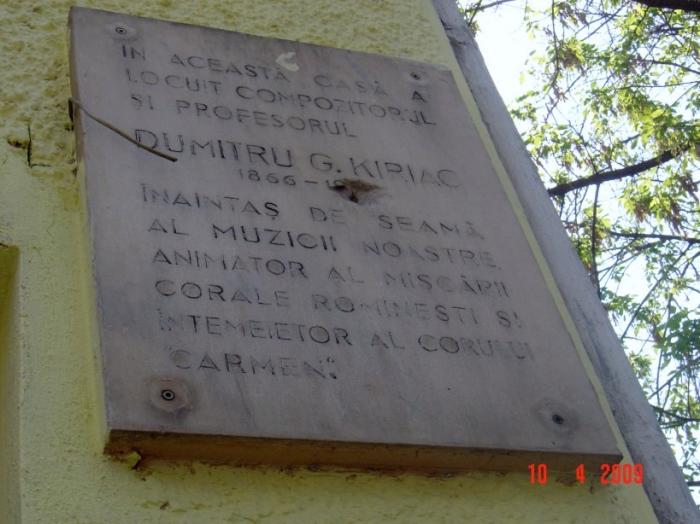 ÎN ACEASTĂ CASĂ A
LOCUIT COMPOZITORUL
ȘI PROFESORUL
DUMITRU G. KIRIAC
1866-
ÎNAINTAȘ DE SEAMĂ
AL MUZICII NOASTRE,
ANIMATOR AL MIȘCĂRII
CORALE ROMINEȘTI ȘI
ÎNTEMEIETOR AL CORULUI
"CARMEN".
10 4 2009